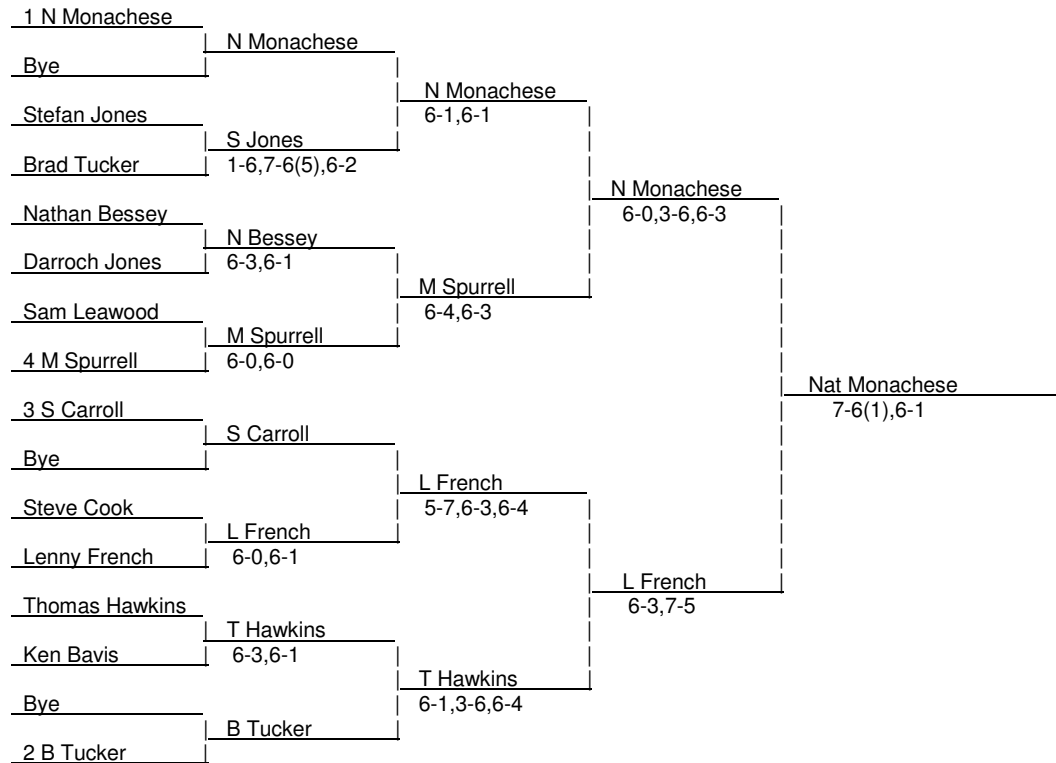 1 N Monachese
N Monachese
Bye
N Monachese
6-1,6-1
Stefan Jones
S Jones
1-6,7-6(5),6-2
Brad Tucker
N Monachese
6-0,3-6,6-3
Nathan Bessey
N Bessey
6-3,6-1
Darroch Jones
M Spurrell
6-4,6-3
Sam Leawood
M Spurrell
6-0,6-0
4 M Spurrell
Nat Monachese
7-6(1),6-1
3 S Carroll
S Carroll
Bye
L French
5-7,6-3,6-4
Steve Cook
L French
6-0,6-1
Lenny French
L French
6-3,7-5
Thomas Hawkins
T Hawkins
6-3,6-1
Ken Bavis
T Hawkins
6-1,3-6,6-4
Bye
B Tucker
2 B Tucker